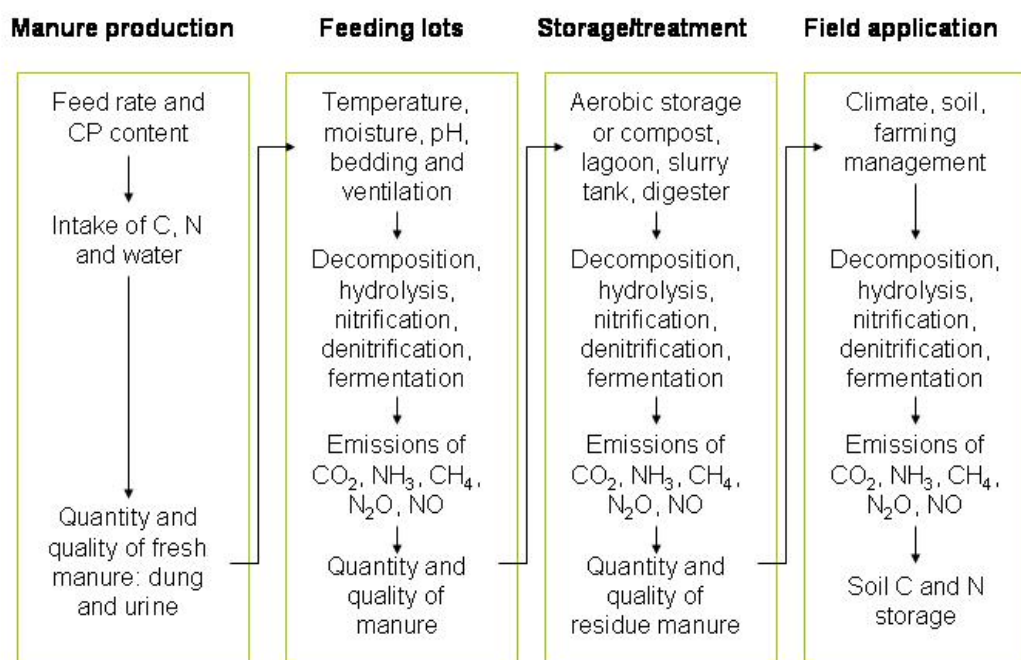 Manure production
Feed rate and
CP content
Intake of C, N
and water
Quantity and
quality of fresh
manure: dung
and urine
Feeding lots
Temperature,
moisture, pH,
bedding and
ventilation
Decomposition,
hydrolysis,
nitrification,
denitrification,
fermentation
Emissions of
CO₂, NH₃, CH₄,
N₂O, NO
Quantity and
quality of
manure
Storage/treatment
Aerobic storage
or compost,
lagoon, slurry
tank, digester
Decomposition,
hydrolysis,
nitrification,
denitrification,
fermentation
Emissions of
CO₂, NH₃, CH₄,
N₂O, NO
Quantity and
quality of
residue manure
Field application
Climate, soil,
farming
management
Decomposition,
hydrolysis,
nitrification,
denitrification,
fermentation
Emissions of
CO₂, NH₃, CH₄,
N₂O, NO
Soil C and N
storage